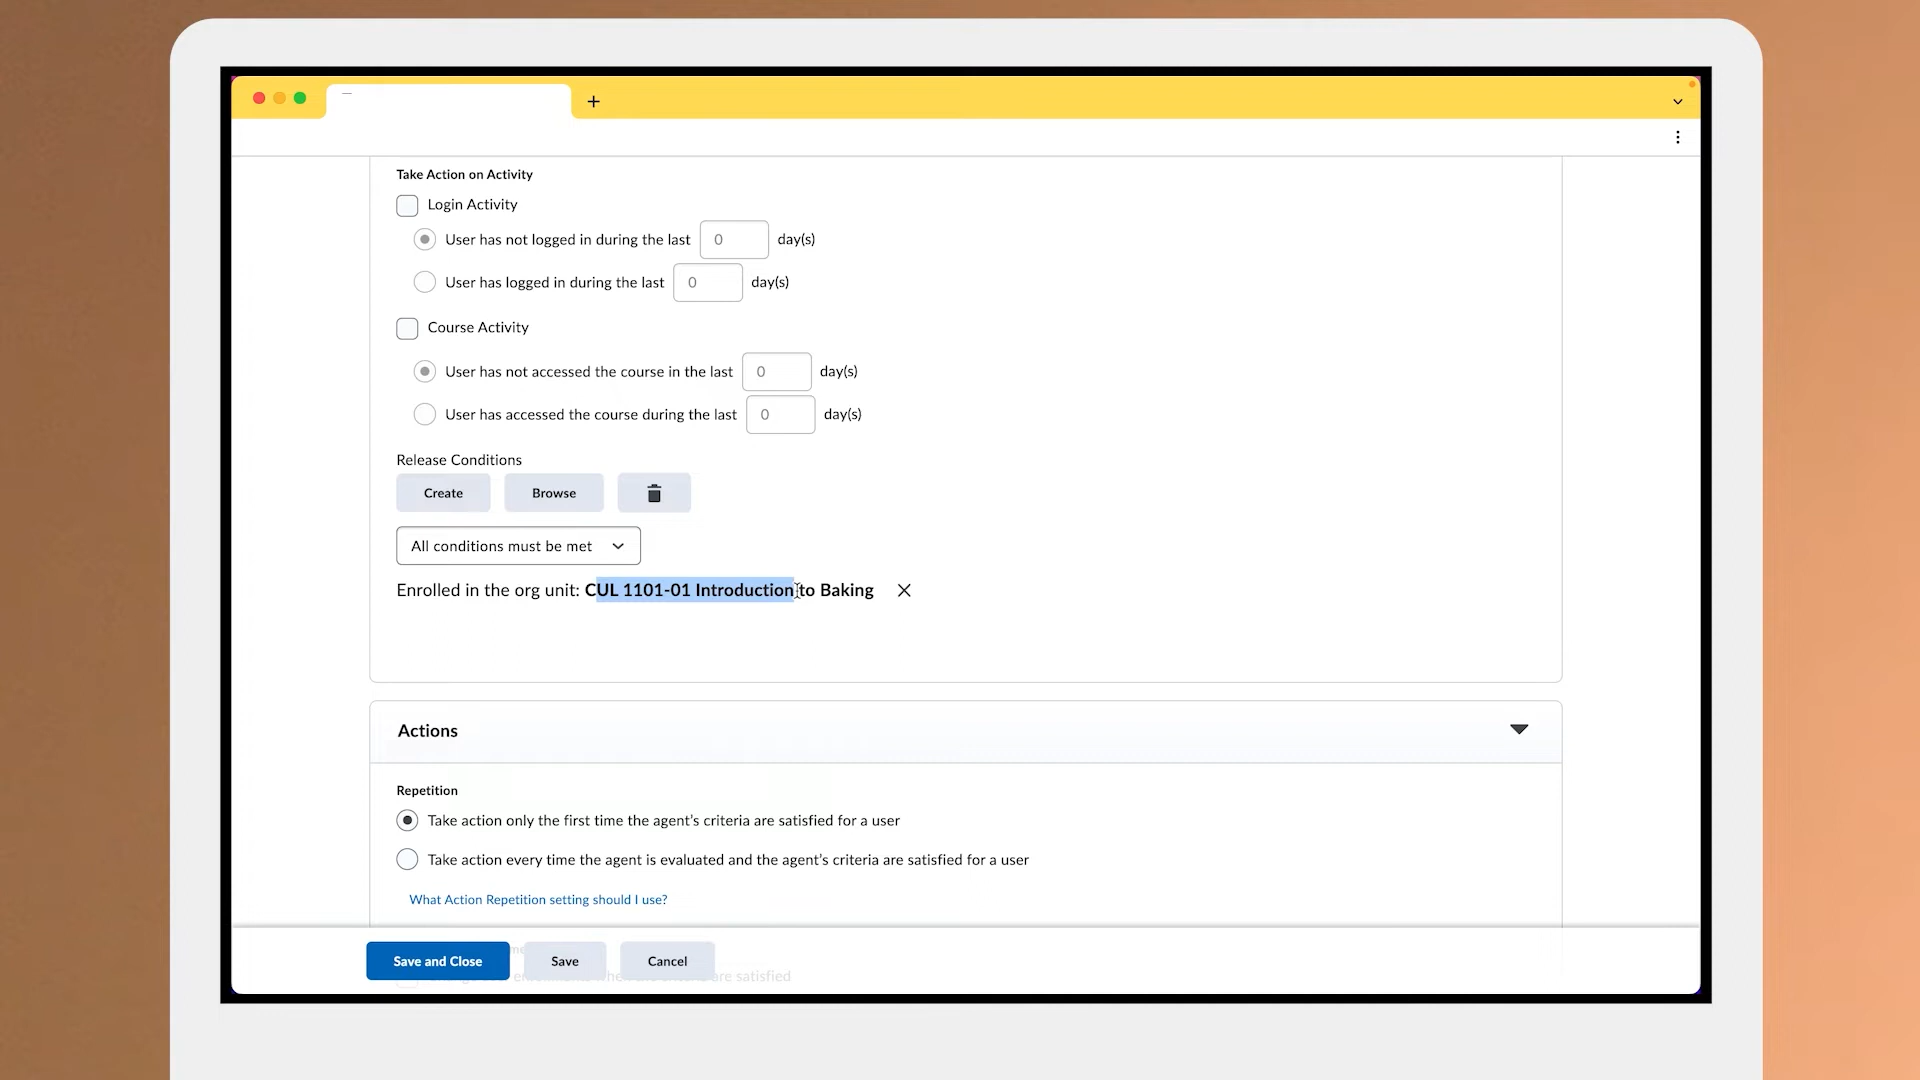 Take Action on Activity
Login Activity
User has not logged in during the last 0 day(s)
User has logged in during the last 0 day(s)
Course Activity
User has not accessed the course in the last 0 day(s)
User has accessed the course during the last 0 day(s)
Release Conditions
Create Browse
All conditions must be met
Enrolled in the org unit: CUL 1101-01 Introduction to Baking
Actions
Repetition
Take action only the first time the agent's criteria are satisfied for a user
Take action every time the agent is evaluated and the agent's criteria are satisfied for a user
What Action Repetition setting should I use?
Save and Close Save Cancel
are satisfied